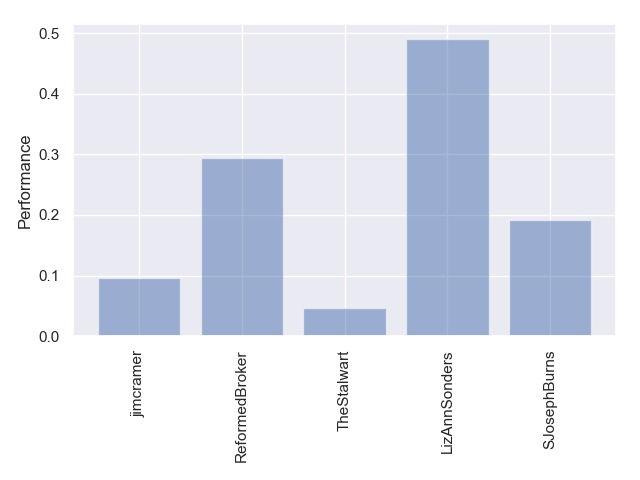 0.5
0.4
0.3
0.2
0.1
0.0
Performance
jimcramer
ReformedBroker
TheStalwart
LizAnnSonders
SJosephBurns